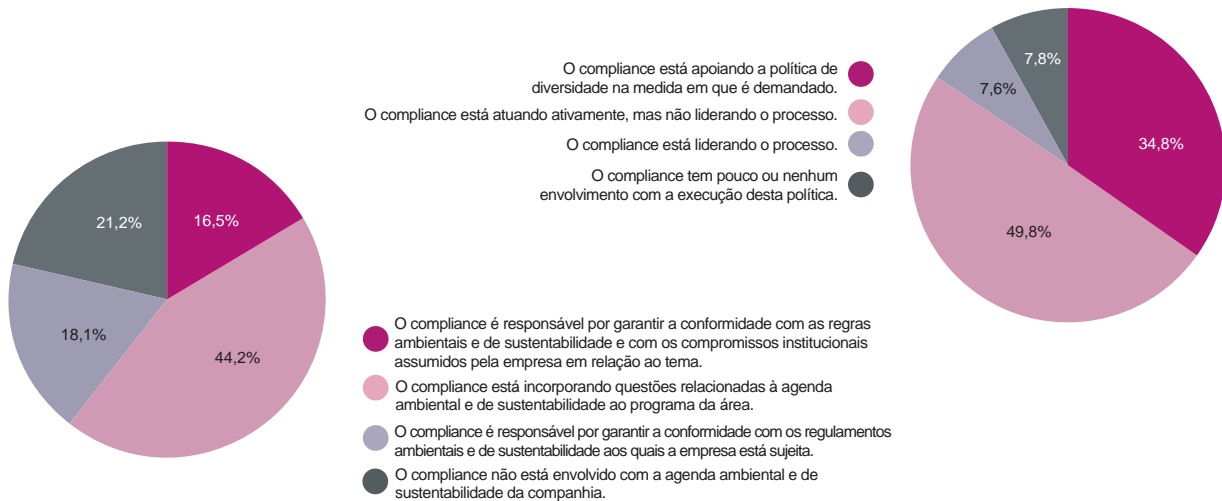 O compliance está apoiando a política de
diversidade na medida em que é demandado.
O compliance está atuando ativamente, mas não liderando o processo.
O compliance está liderando o processo.
O compliance tem pouco ou nenhum
envolvimento com a execução desta política.
7,8%
7,6%
34,8%
49,8%
21,2%
16,5%
18,1%
44,2%
O compliance é responsável por garantir a conformidade com as regras
ambientais e de sustentabilidade e com os compromissos institucionais
assumidos pela empresa em relação ao tema.
O compliance está incorporando questões relacionadas à agenda
ambiental e de sustentabilidade ao programa da área.
O compliance é responsável por garantir a conformidade com os regulamentos
ambientais e de sustentabilidade aos quais a empresa está sujeita.
O compliance não está envolvido com a agenda ambiental e de
sustentabilidade da companhia.